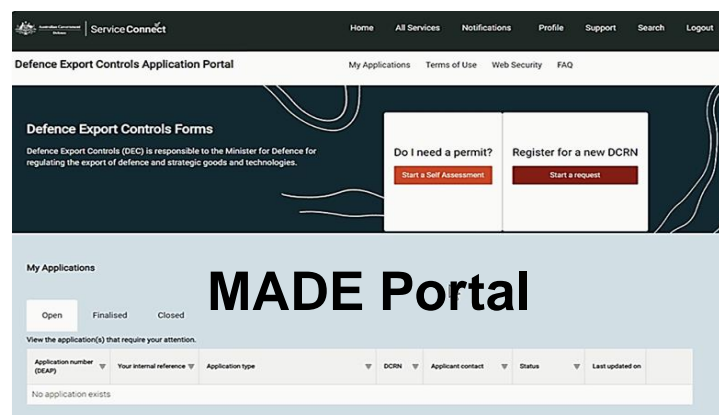 Australian Government
Defence
ServiceConnect
Home All Services Notifications Profile Support Search Logout
Defence Export Controls Application Portal
My Applications Terms of Use Web Security FAQ
Defence Export Controls Forms
Defence Export Controls (DEC) is responsible to the Minister for Defence for
regulating the export of defence and strategic goods and technologies.
Do I need a permit?
Start a Self Assessment
Register for a new DCRN
Start a request
My Applications
MADE Portal
Open Finalised Closed
View the application(s) that require your attention.
Application number
(DEAP)
Your internal reference
Application type
DCRN
Applicant contact
Status
Last updated on
No application exists